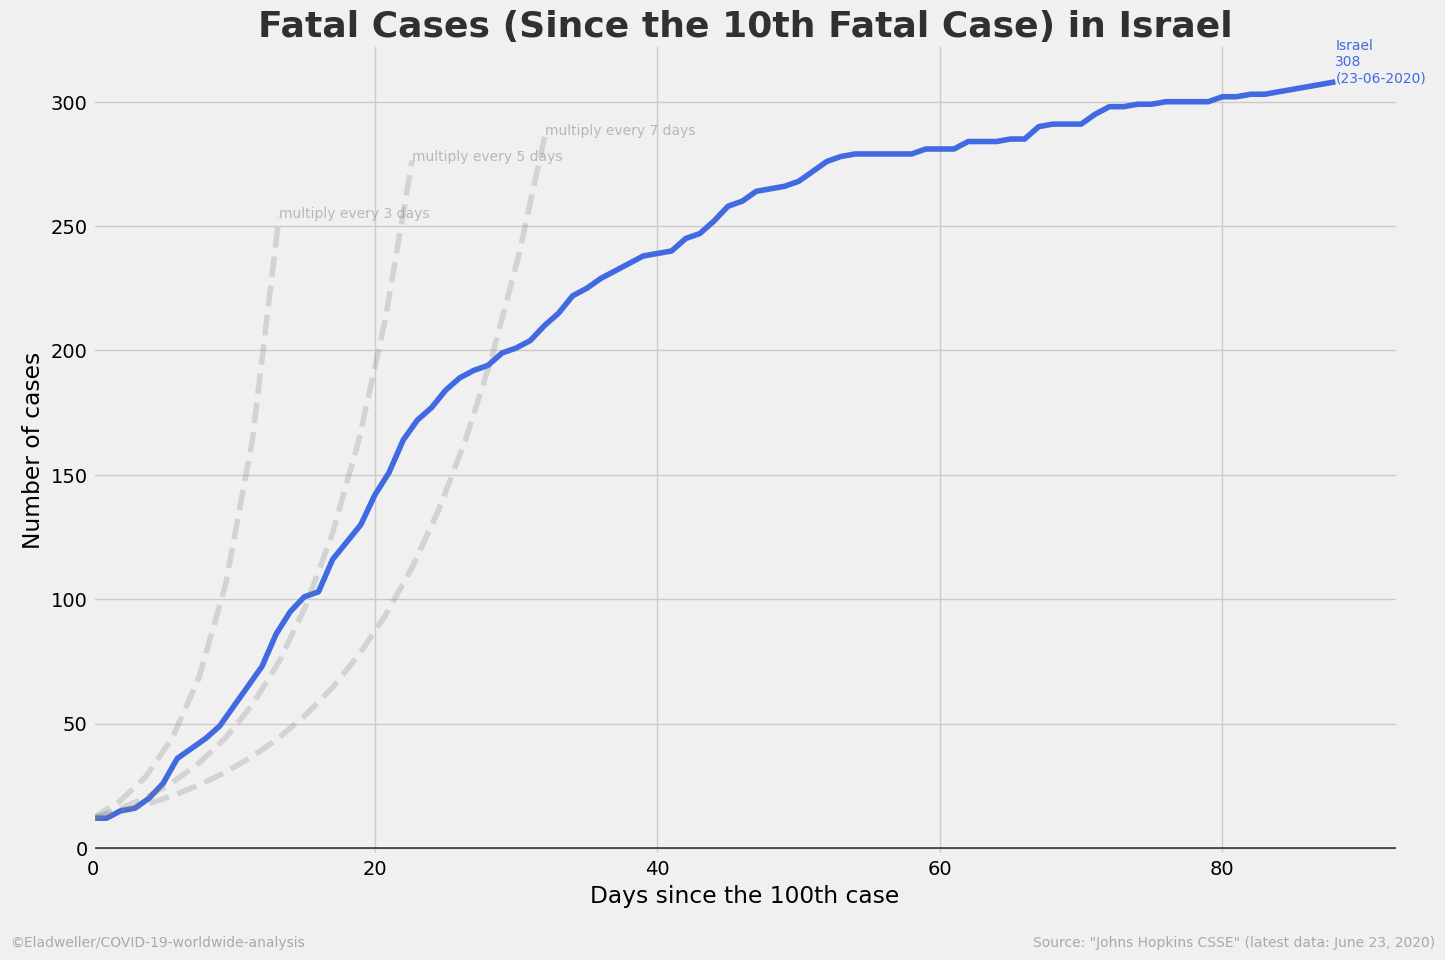 Fatal Cases (Since the 10th Fatal Case) in Israel
Israel
308
(23-06-2020)
300
multiply every 7 days
multiply every 5 days
multiply every 3 days
250
200
150
100
50
0
Number of cases
0 20 40 60 80
Days since the 100th case
©Eladweller/COVID-19-worldwide-analysis
Source: "Johns Hopkins CSSE" (latest data: June 23, 2020)